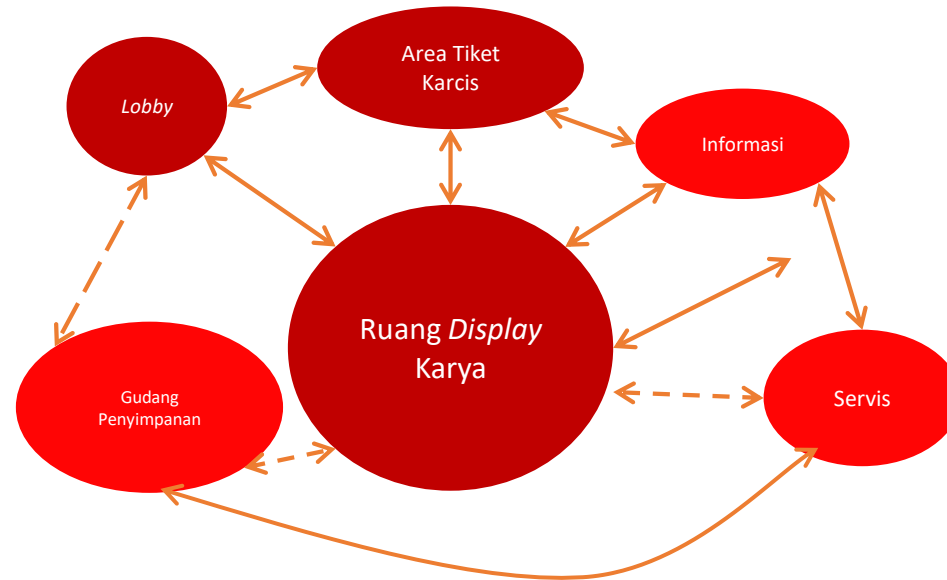 Area Tiket
Karcis
Lobby
Informasi
Ruang Display
Karya
Gudang
Penyimpanan
Servis